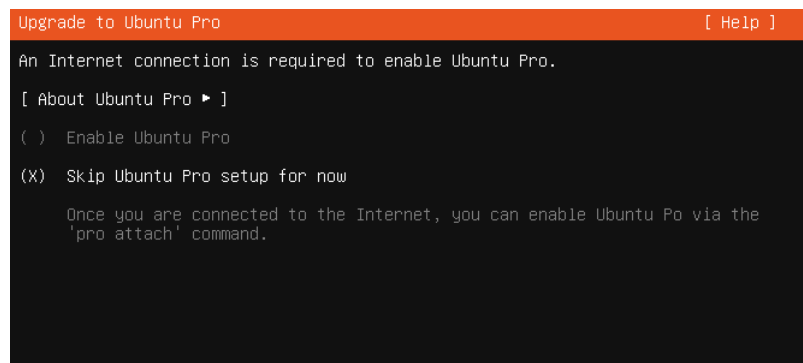 Upgrade to Ubuntu Pro [ Help ]
An Internet connection is required to enable Ubuntu Pro.
[ About Ubuntu Pro ▸ ]
( ) Enable Ubuntu Pro
(X) Skip Ubuntu Pro setup for now
Once you are connected to the Internet, you can enable Ubuntu Po via the
'pro attach' command.